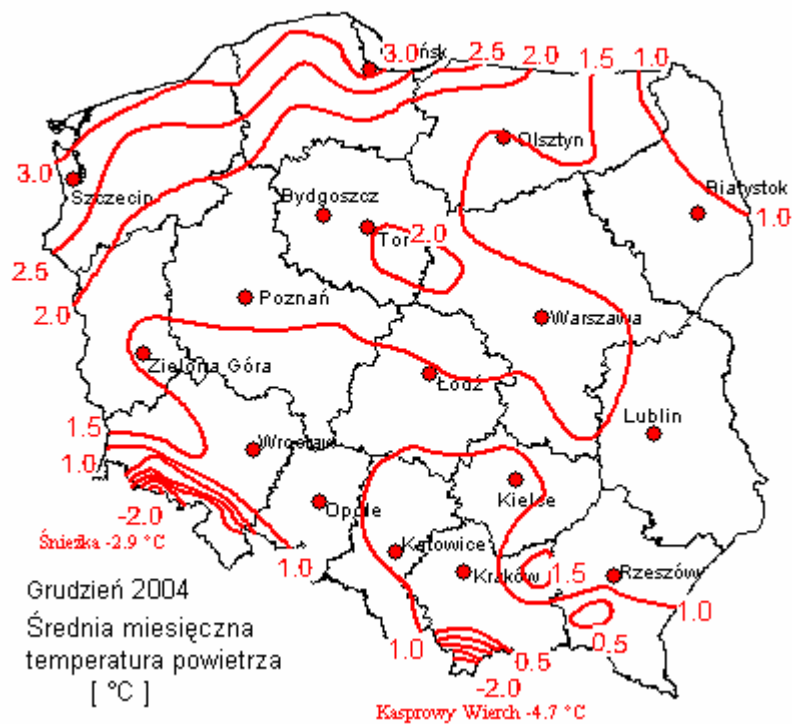 3.0 ńsk 2.5 2.0 1.5 1.0
Olsztyn
3.0
Szczecin
Bydgoszcz
Białystok
1.0
Tor 2.0
2.5
2.0
Poznań
Warszawa
Zielona Góra
Łódź
Lublin
1.5
1.0
Wrocław
Kielce
-2.0
Opole
Śnieżka -2.9 °C
Katowice
1.0
Kraków
1.5
Rzeszów
1.0
Grudzień 2004
Średnia miesięczna
temperatura powietrza
[ °C ]
1.0
0.5
0.5
-2.0
Kasprowy Wierch -4.7 °C